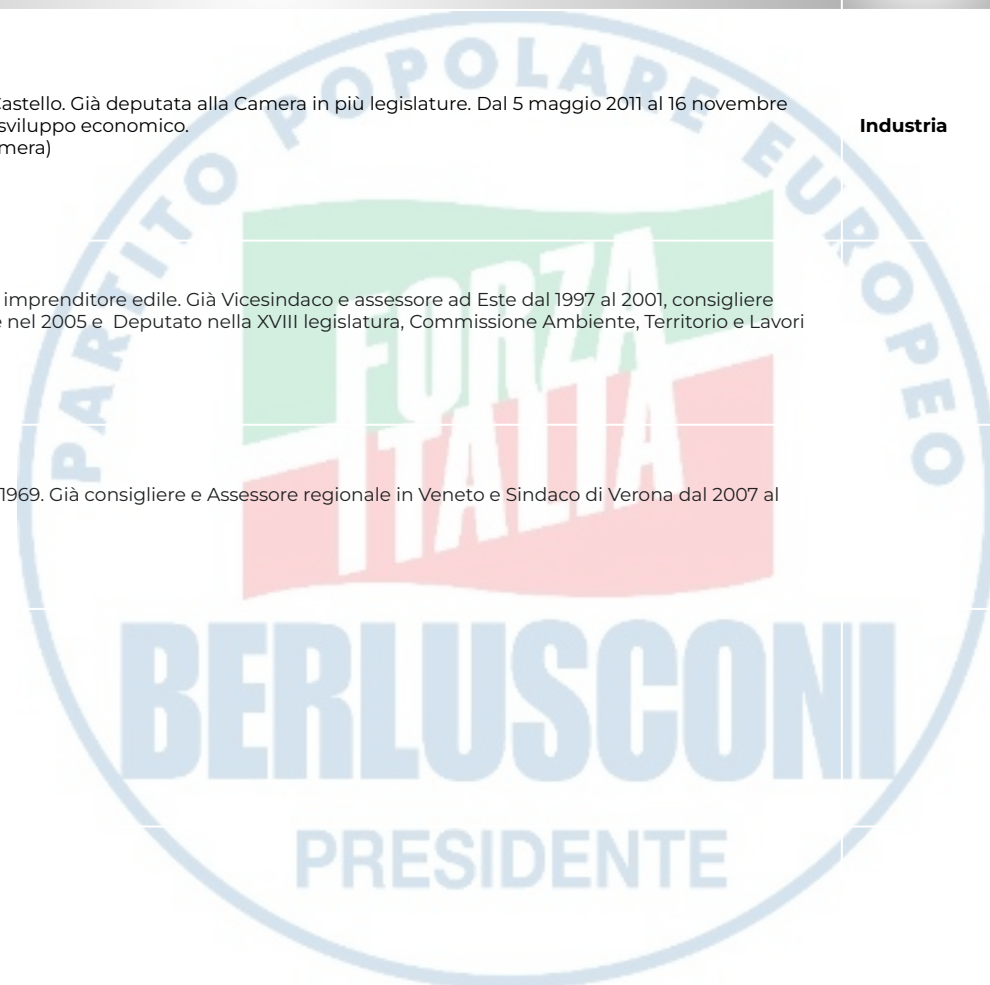 PARTITO POPOLARE EUROPEO
Castello. Già deputata alla Camera in più legislature. Dal 5 maggio 2011 al 16 novembre
sviluppo economico.
mera)
Industria
imprenditore edile. Già Vicesindaco e assessore ad Este dal 1997 al 2001, consigliere
e nel 2005 e  Deputato nella XVIII legislatura, Commissione Ambiente, Territorio e Lavori
FORZA
ITALIA
1969. Già consigliere e Assessore regionale in Veneto e Sindaco di Verona dal 2007 al
BERLUSCONI
PRESIDENTE